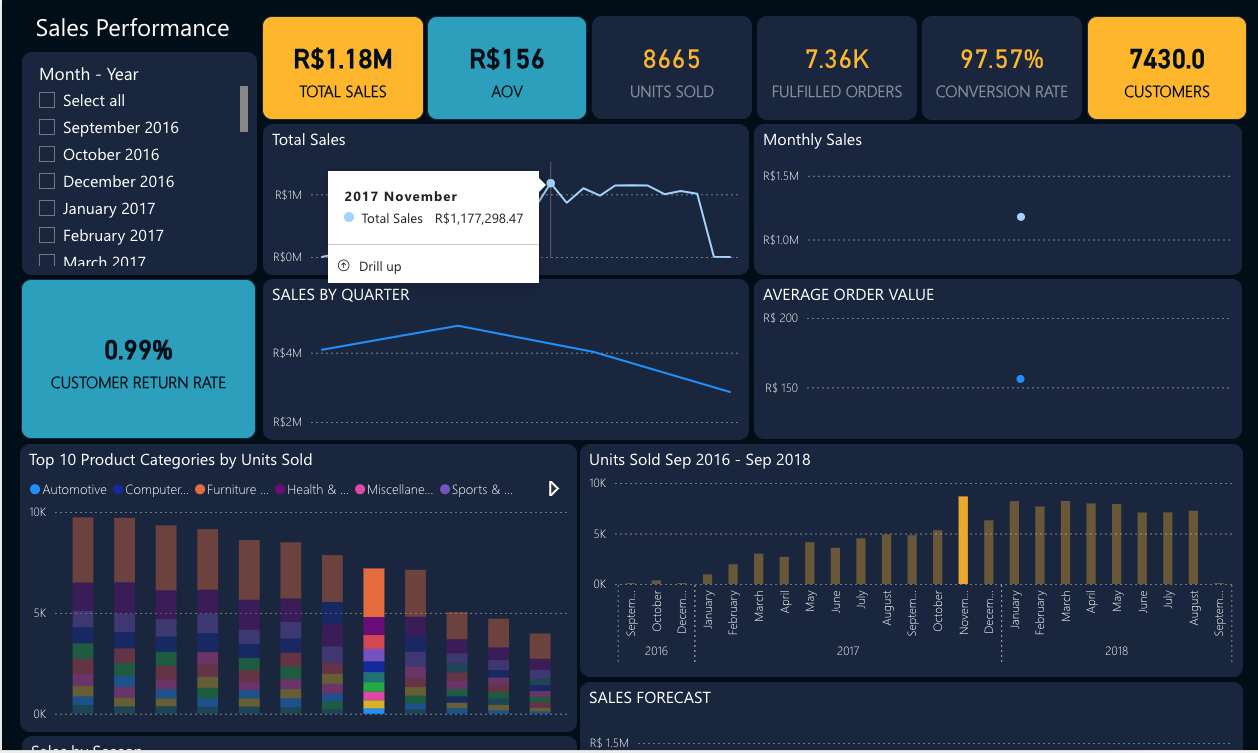 Sales Performance
Month - Year
Select all
September 2016
October 2016
December 2016
January 2017
February 2017
March 2017
R$1.18M
TOTAL SALES
R$156
AOV
8665
UNITS SOLD
7.36K
FULFILLED ORDERS
97.57%
CONVERSION RATE
7430.0
CUSTOMERS
Total Sales
R$1M
R$0M
2017 November
Total Sales R$1,177,298.47
Drill up
Monthly Sales
R$1.5M
R$1.0M
0.99%
CUSTOMER RETURN RATE
SALES BY QUARTER
R$4M
R$2M
AVERAGE ORDER VALUE
R$ 200
R$ 150
Top 10 Product Categories by Units Sold
Automotive Computer... Furniture ... Health & ... Miscellane... Sports & ...
10K
5K
0K
Units Sold Sep 2016 - Sep 2018
10K
5K
0K
Septem... October Decem... January February March April May June July August Septem... October Novem... Decem... January February March April May June July August Septem...
2016 2017 2018
SALES FORECAST
R$ 1.5M
Sales by Season